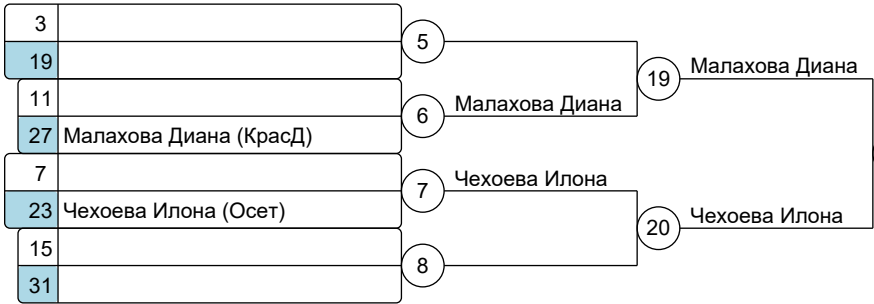 3
5
19
11
6 Малахова Диана
27 Малахова Диана (КрасД)
19 Малахова Диана
7
7 Чехоева Илона
23 Чехоева Илона (Осет)
20 Чехоева Илона
15
8
31